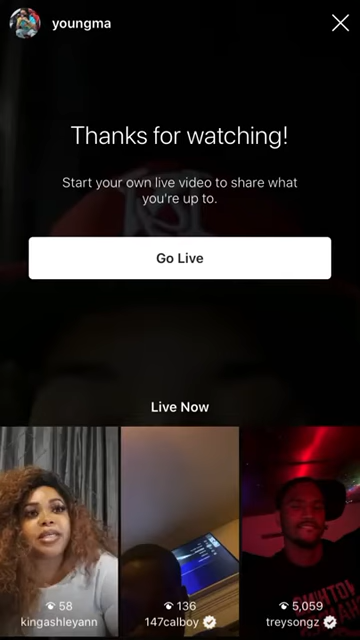 youngma
Thanks for watching!
Start your own live video to share what
you're up to.
Go Live
Live Now
58
136
5,059
kingashleyann
147calboy
treysongz